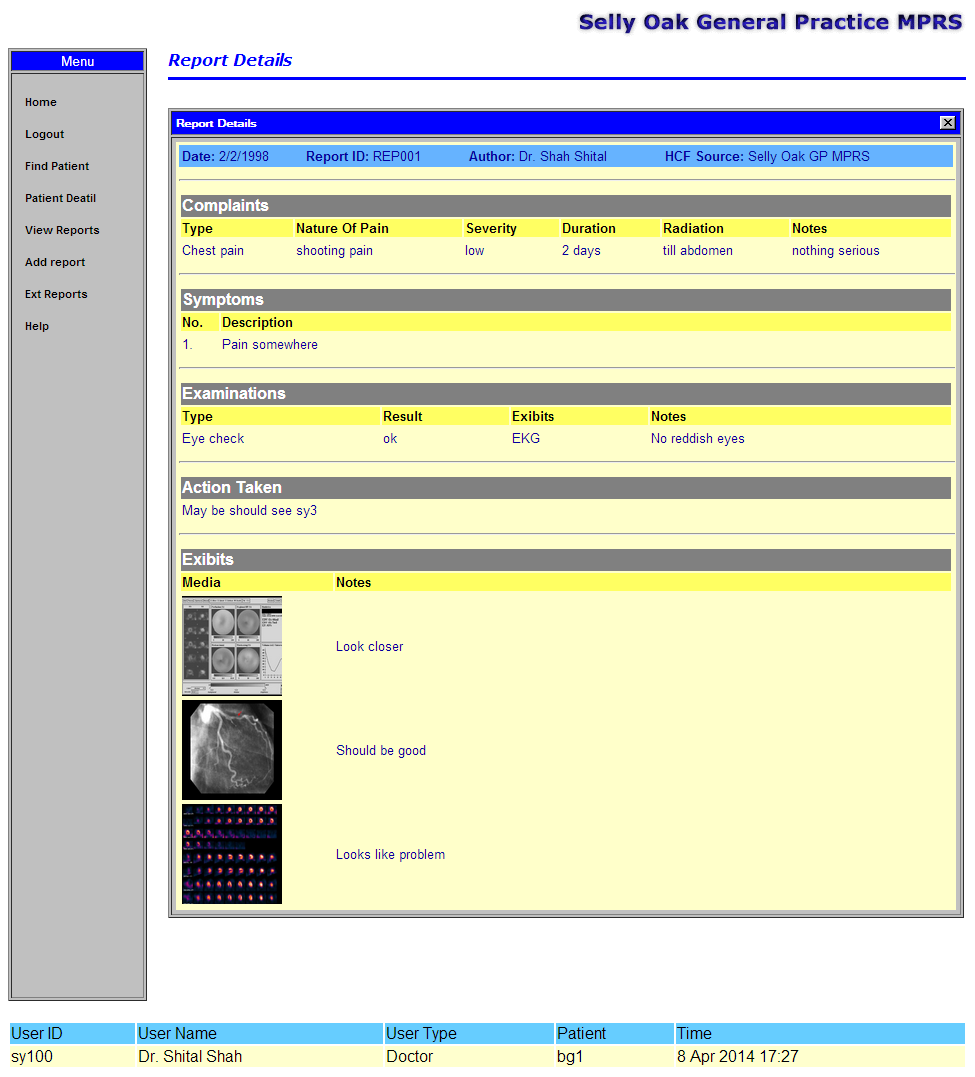 Selly Oak General Practice MPRS
Menu
Home
Logout
Find Patient
Patient Deatil
View Reports
Add report
Ext Reports
Help
Report Details
Report Details
Date: 2/2/1998 Report ID: REP001 Author: Dr. Shah Shital HCF Source: Selly Oak GP MPRS
Complaints
Type Nature Of Pain Severity Duration Radiation Notes
Chest pain shooting pain low 2 days till abdomen nothing serious
Symptoms
No. Description
1. Pain somewhere
Examinations
Type Result Exibits Notes
Eye check ok EKG No reddish eyes
Action Taken
May be should see sy3
Exibits
Media Notes
Look closer
Should be good
Looks like problem
User ID User Name User Type Patient Time
sy100 Dr. Shital Shah Doctor bg1 8 Apr 2014 17:27